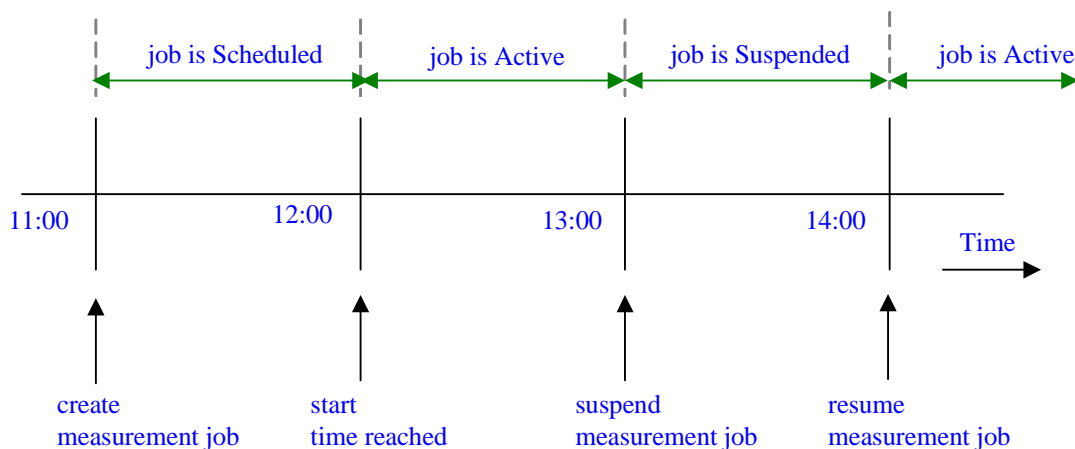 job is Scheduled
job is Active
job is Suspended
job is Active
11:00
12:00
13:00
14:00
Time
create
measurement job
start
time reached
suspend
measurement job
resume
measurement job